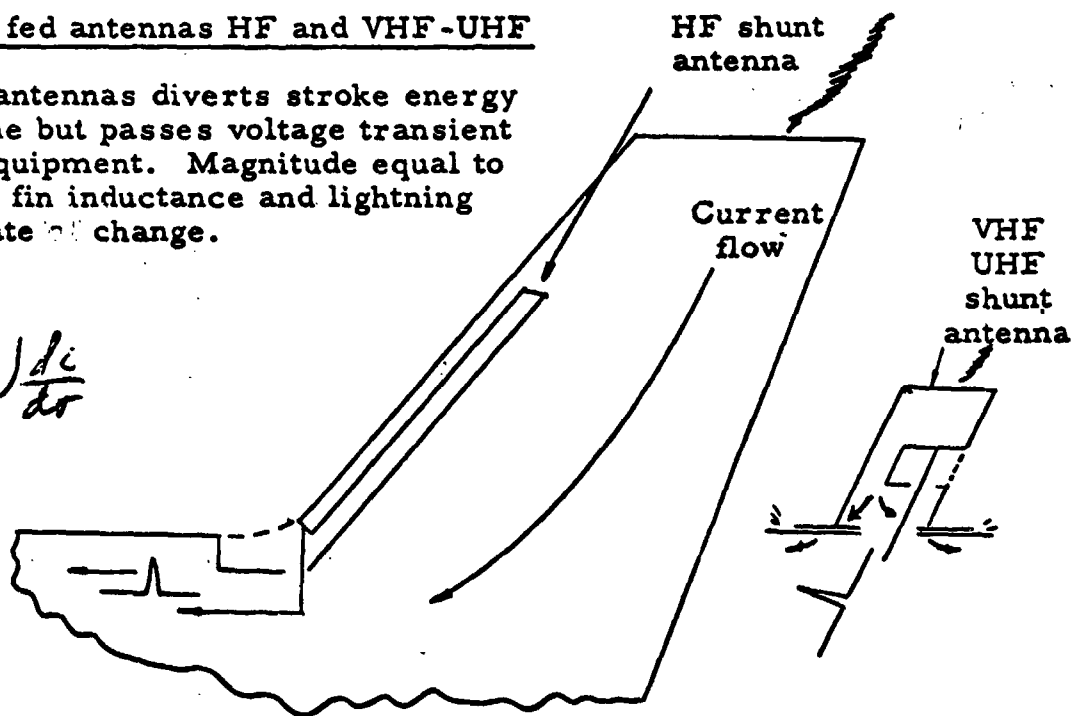 fed antennas HF and VHF-UHF
antennas diverts stroke energy
but passes voltage transient
equipment. Magnitude equal to
fin inductance and lightning
change.
di
HF shunt
antenna
Current
flow
VHF
UHF
shunt
antenna